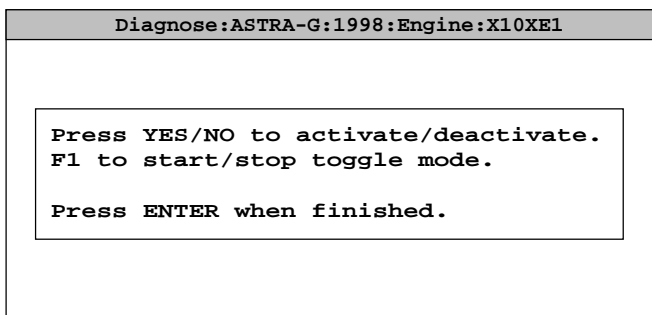 Diagnose:ASTRA-G:1998:Engine:X10XE1
Press YES/NO to activate/deactivate.
F1 to start/stop toggle mode.
Press ENTER when finished.